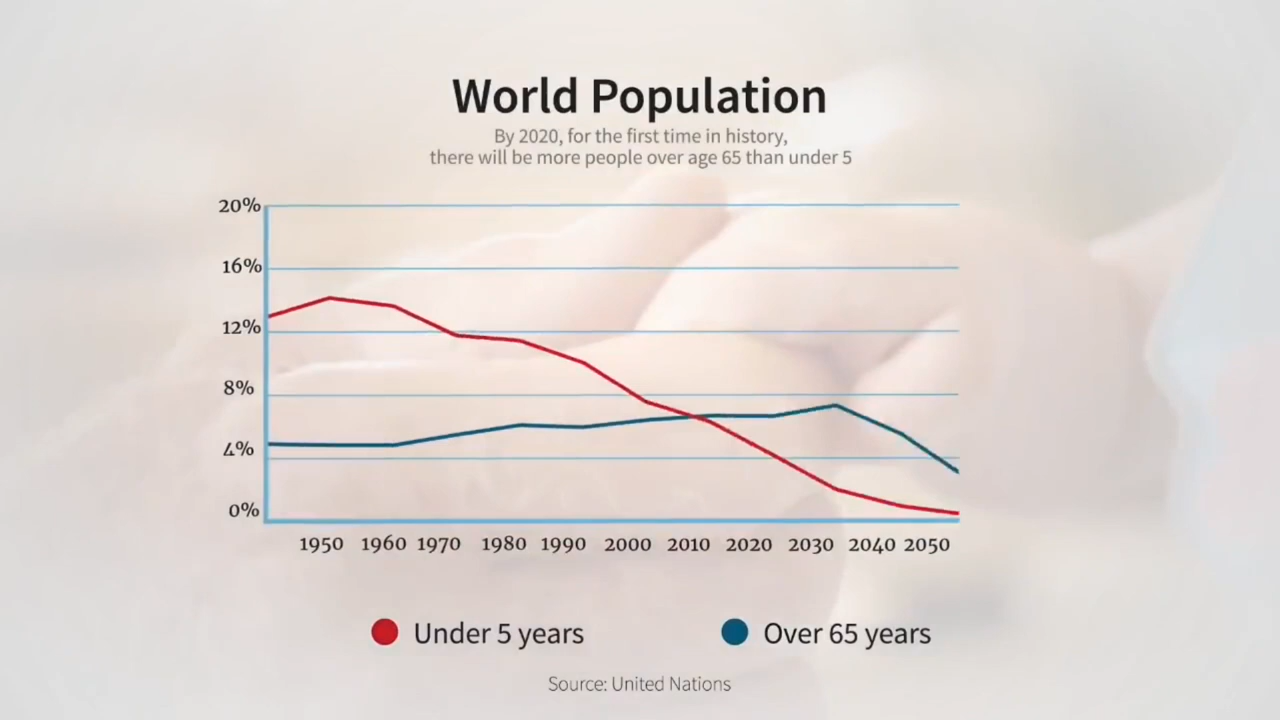 World Population
By 2020, for the first time in history,
there will be more people over age 65 than under 5
20%
16%
12%
8%
4%
0%
1950 1960 1970 1980 1990 2000 2010 2020 2030 2040 2050
Under 5 years Over 65 years
Source: United Nations